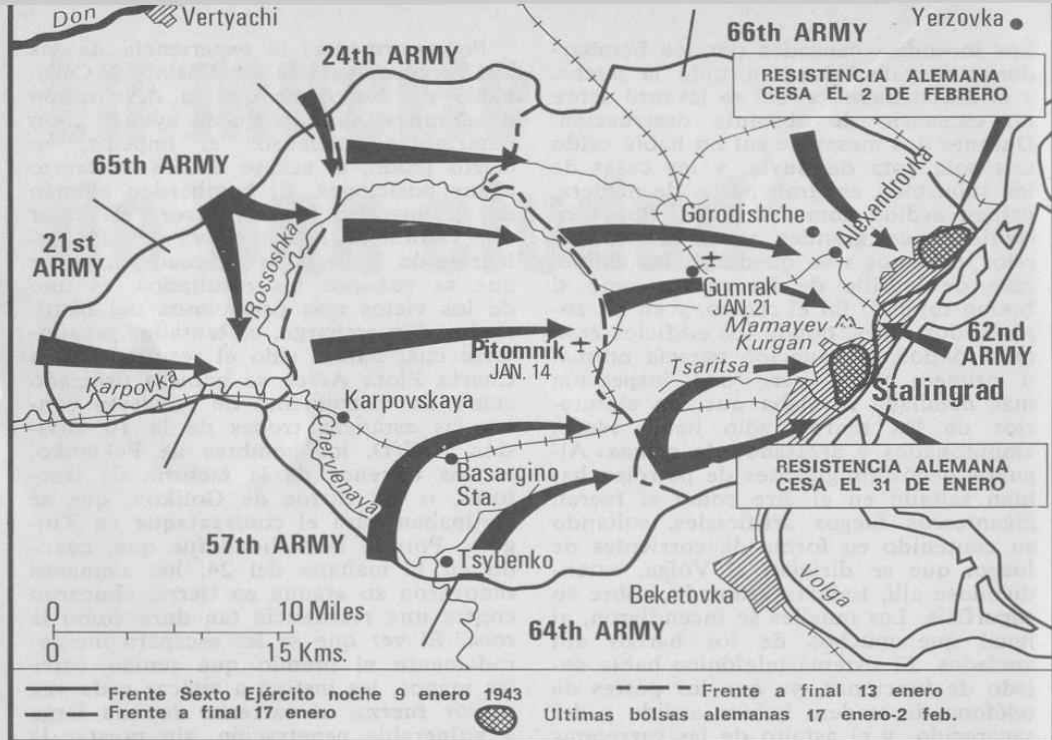 Don
Vertyachi
24th ARMY
66th ARMY
Yerzovka
RESISTENCIA ALEMANA
CESA EL 2 DE FEBRERO
65th ARMY
Alexandrovka
Gorodishche
21st
ARMY
Rossoshka
Gumrak
JAN. 21
Mamayev
Kurgan
62nd
ARMY
Pitomnik
JAN. 14
Tsaritsa
Stalingrad
Karpovka
Karpovskaya
Chervlenaya
Basargino
Sta.
RESISTENCIA ALEMANA
CESA EL 31 DE ENERO
57th ARMY
Tsybenko
Volga
Beketovka
64th ARMY
0 10 Miles
0 15 Kms.
Frente Sexto Ejército noche 9 enero 1943
Frente a final 13 enero
Frente a final 17 enero
Ultimas bolsas alemanas 17 enero-2 feb.